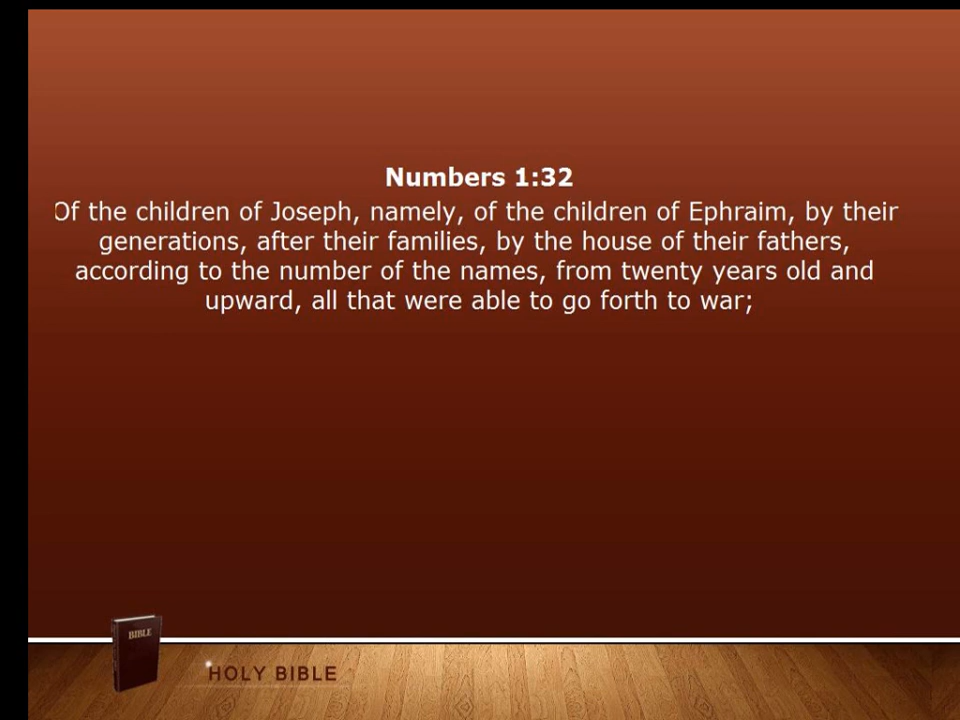 Numbers 1:32
Of the children of Joseph, namely, of the children of Ephraim, by their
generations, after their families, by the house of their fathers,
according to the number of the names, from twenty years old and
upward, all that were able to go forth to war;
BIBLE
HOLY BIBLE